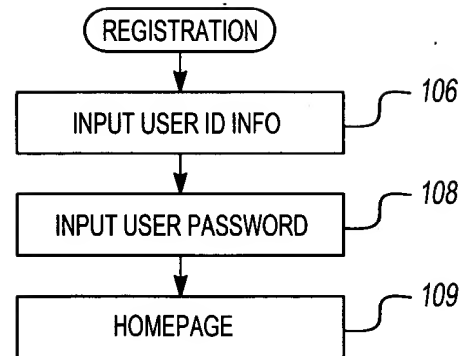 REGISTRATION
106
INPUT USER ID INFO
108
INPUT USER PASSWORD
109
HOMEPAGE